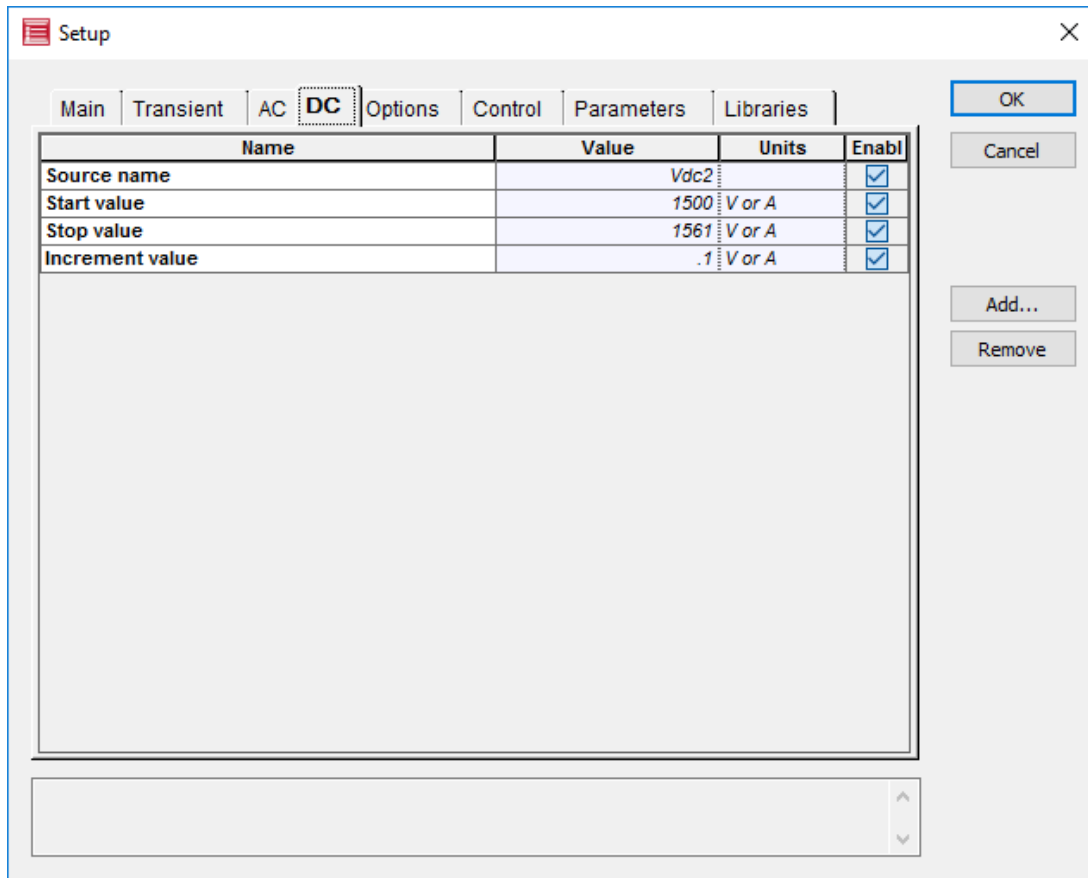 Setup
Main Transient AC DC Options Control Parameters Libraries
OK
Cancel
Name Value Units Enabl
Source name Vdc2
Start value 1500 V or A
Stop value 1561 V or A
Increment value .1 V or A
Add...
Remove